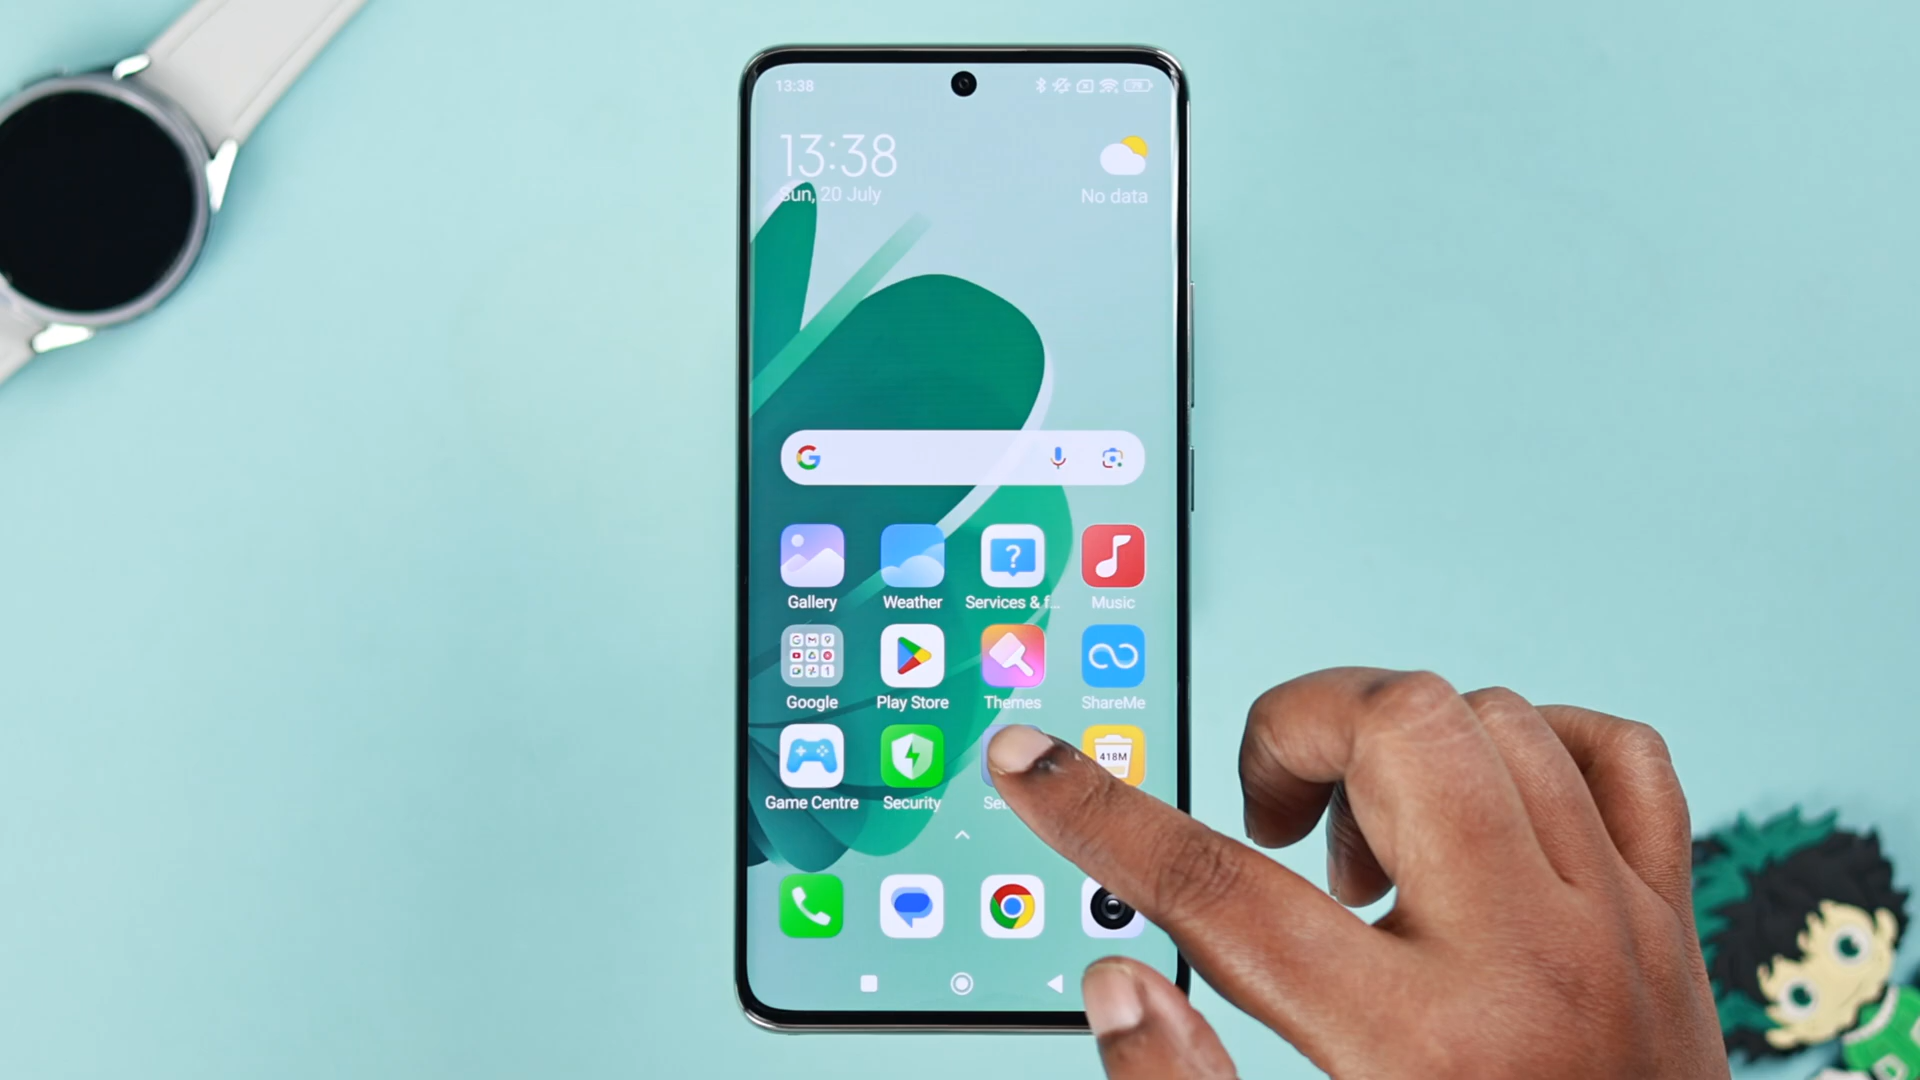 13:38
13:38
Sun, 20 July
No data
Gallery Weather Services & f... Music
Google Play Store Themes ShareMe
418M
Game Centre Security Set